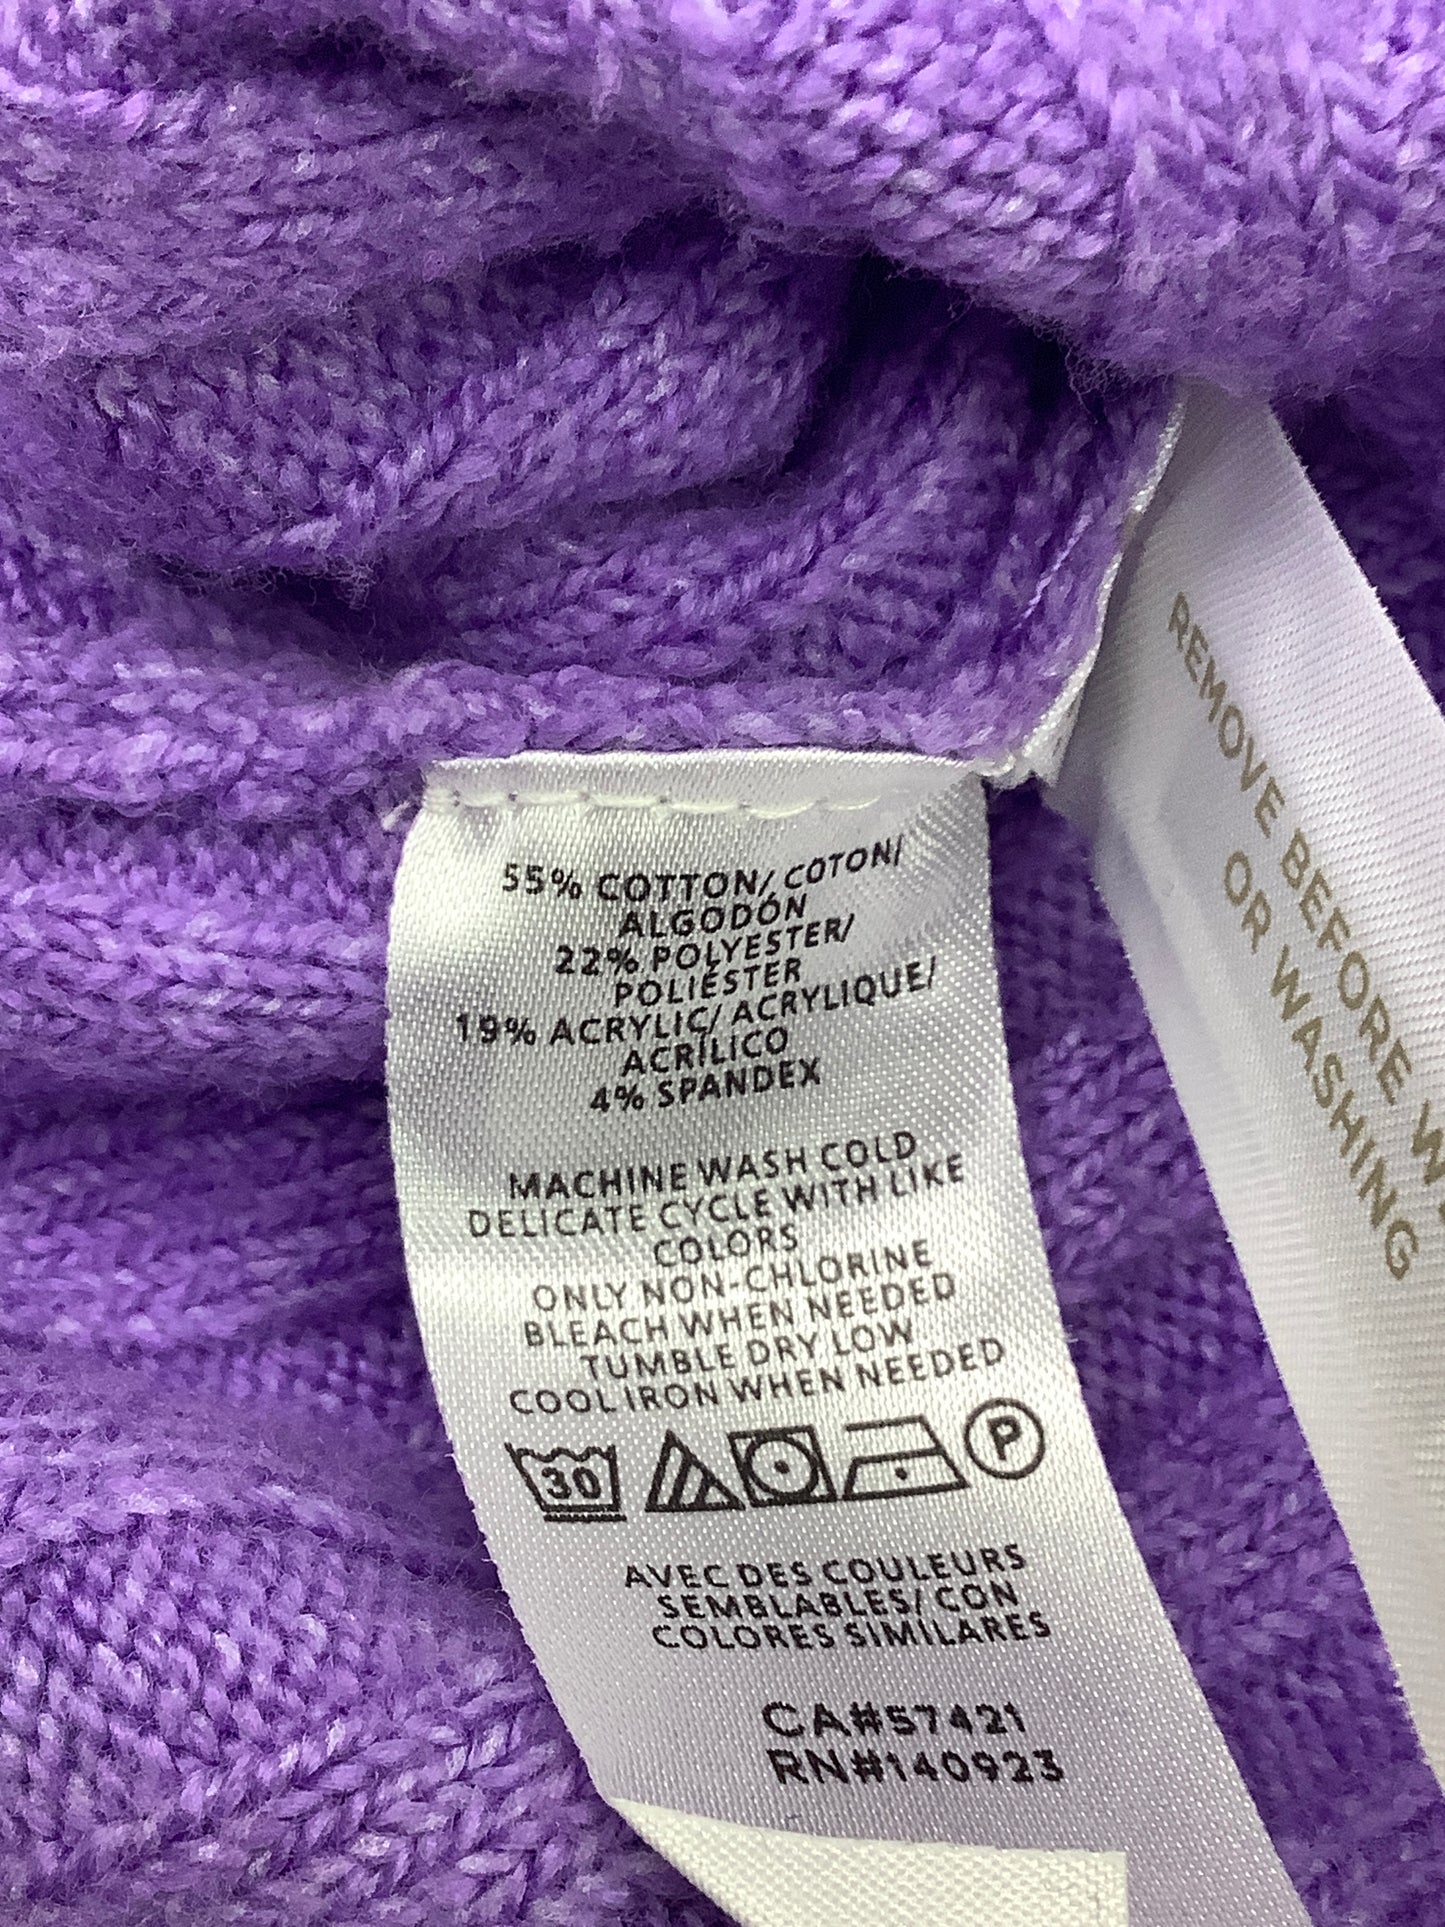 55% COTTON/ COTON/
ALGODÓN
22% POLYESTER/
POLIÉSTER
19% ACRYLIC/ ACRYLIQUE/
ACRÍLICO
4% SPANDEX
MACHINE WASH COLD
DELICATE CYCLE WITH LIKE
COLORS
ONLY NON-CHLORINE
BLEACH WHEN NEEDED
TUMBLE DRY LOW
COOL IRON WHEN NEEDED
30 P
AVEC DES COULEURS
SEMBLABLES/ CON
COLORES SIMILARES
CA#57421
RN#140923
REMOVE BEFORE
OR WASHING